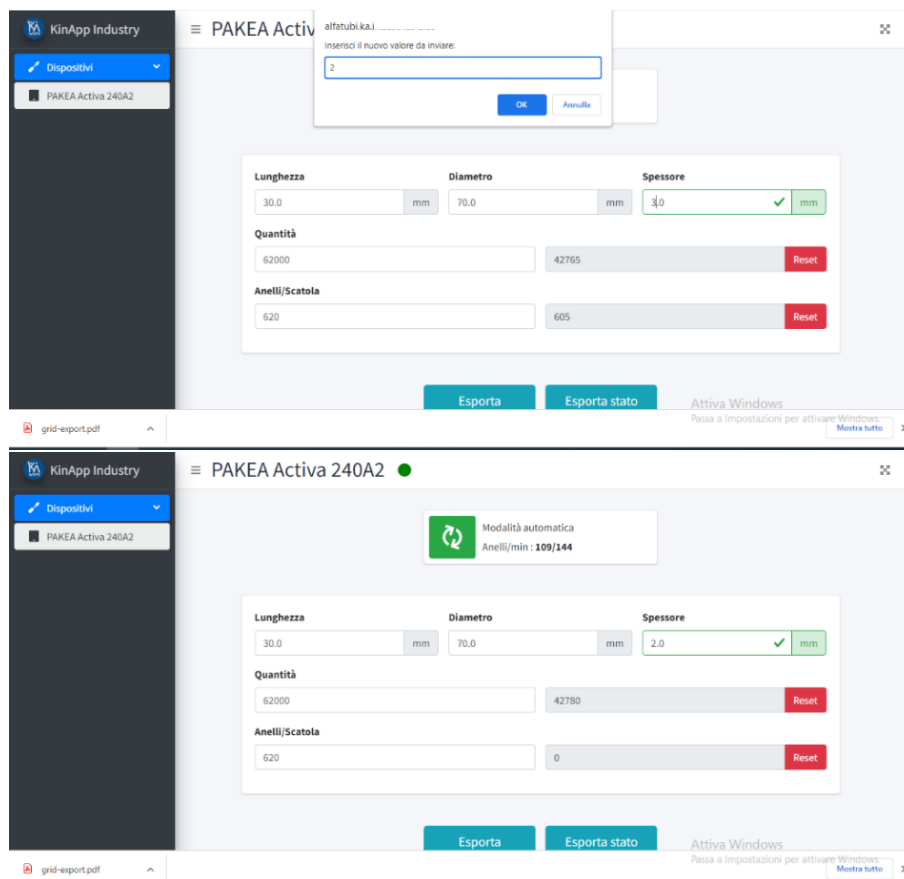 KinApp Industry
≡ PAKEA Activ
alfatubi.ka.i
Inserisci il nuovo valore da inviare:
2
OK Annulla
Dispositivi
PAKEA Activa 240A2
Lunghezza Diametro Spessore
30.0 mm 70.0 mm 3.0 mm
Quantità
62000 42765 Reset
Anelli/Scatola
620 605 Reset
Esporta Esporta stato
Attiva Windows
Passa a Impostazioni per attivare Windows.
grid-export.pdf Mostra tutto
KinApp Industry
≡ PAKEA Activa 240A2
Dispositivi
PAKEA Activa 240A2
Modalità automatica
Anelli/min : 109/144
Lunghezza Diametro Spessore
30.0 mm 70.0 mm 2.0 mm
Quantità
62000 42780 Reset
Anelli/Scatola
620 0 Reset
Esporta Esporta stato
Attiva Windows
Passa a Impostazioni per attivare Windows.
grid-export.pdf Mostra tutto